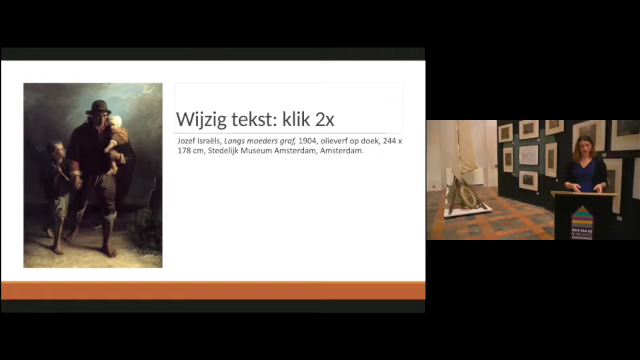 Wijzig tekst: klik 2x
Jozef Israëls, Langs moeders graf, 1904, olieverf op doek, 244 x
178 cm, Stedelijk Museum Amsterdam, Amsterdam.